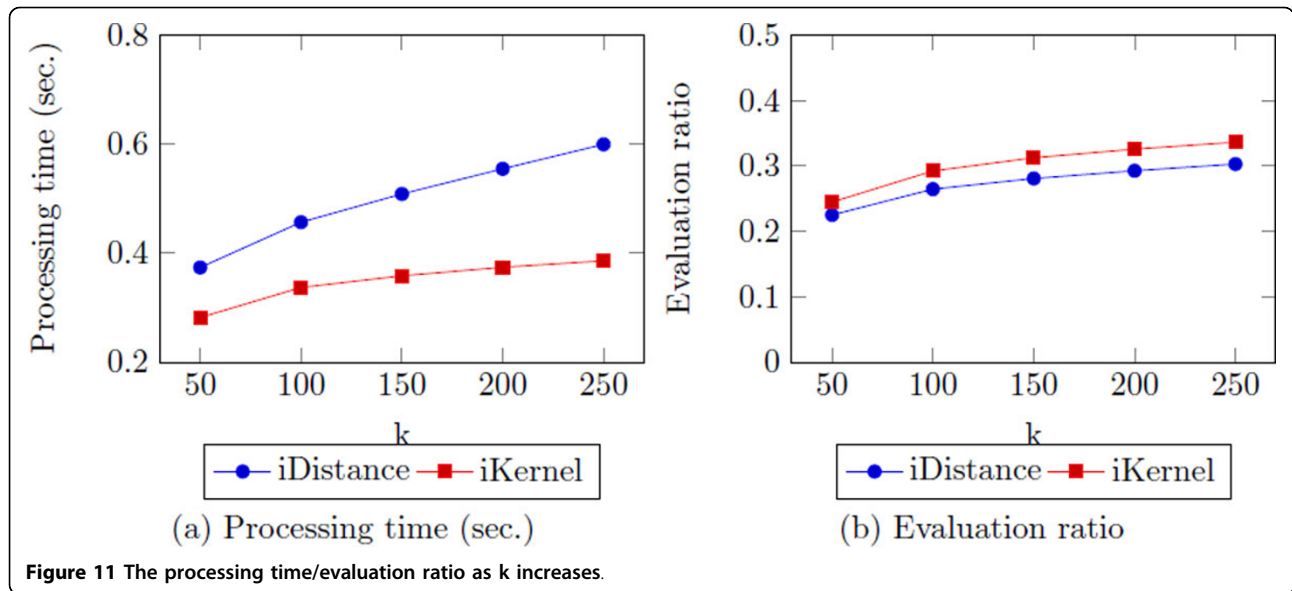 Processing time (sec.)
0.8
0.6
0.4
0.2
50 100 150 200 250
k
iDistance iKernel
(a) Processing time (sec.)
Evaluation ratio
0.5
0.4
0.3
0.2
0.1
0
50 100 150 200 250
k
iDistance iKernel
(b) Evaluation ratio
Figure 11 The processing time/evaluation ratio as k increases.